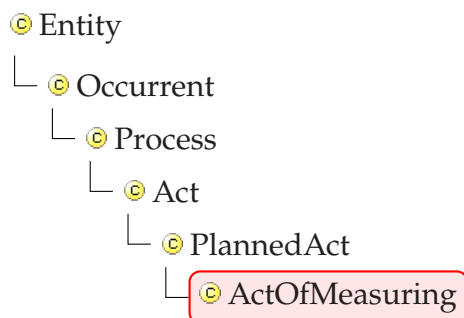 Entity
Occurrent
Process
Act
PlannedAct
ActOfMeasuring